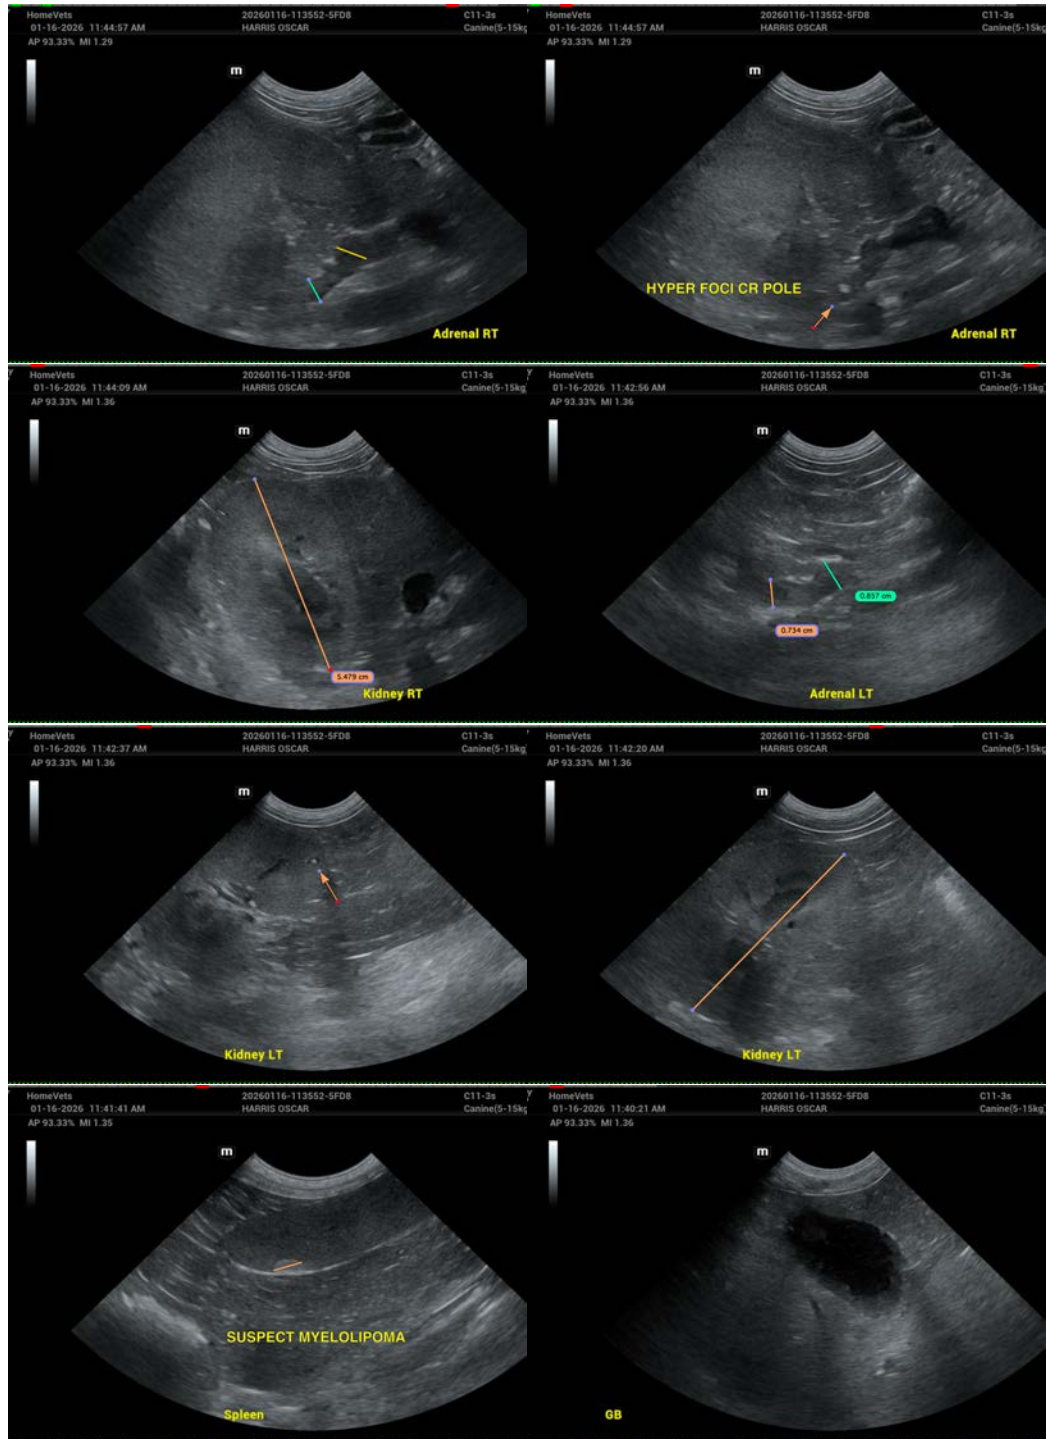 HomeVets 20260116-113552-5FD8 C11-3s
01-16-2026 11:44:57 AM HARRIS OSCAR Canine(5-15kg)
AP 93.33% MI 1.29
m
Adrenal RT
HomeVets 20260116-113552-5FD8 C11-3s
01-16-2026 11:44:57 AM HARRIS OSCAR Canine(5-15kg)
AP 93.33% MI 1.29
m
HYPER FOCI CR POLE
Adrenal RT
HomeVets 20260116-113552-5FD8 C11-3s
01-16-2026 11:44:09 AM HARRIS OSCAR Canine(5-15kg
AP 93.33% MI 1.36
m
5.479 cm
Kidney RT
HomeVets 20260116-113552-5FD8 C11-3s
01-16-2026 11:42:56 AM HARRIS OSCAR Canine(5-15kg
AP 93.33% MI 1.36
m
0.857 cm
0.734 cm
Adrenal LT
HomeVets 20260116-113552-5FD8 C11-3s
01-16-2026 11:42:37 AM HARRIS OSCAR Canine(5-15kg
AP 93.33% MI 1.36
m
Kidney LT
HomeVets 20260116-113552-5FD8 C11-3s
01-16-2026 11:42:20 AM HARRIS OSCAR Canine(5-15kg
AP 93.33% MI 1.36
m
Kidney LT
HomeVets 20260116-113552-5FD8 C11-3s
01-16-2026 11:41:41 AM HARRIS OSCAR Canine(5-15kg
AP 93.33% MI 1.35
m
SUSPECT MYELOLIPOMA
Spleen
HomeVets 20260116-113552-5FD8 C11-3s
01-16-2026 11:40:21 AM HARRIS OSCAR Canine(5-15kg
AP 93.33% MI 1.36
m
GB